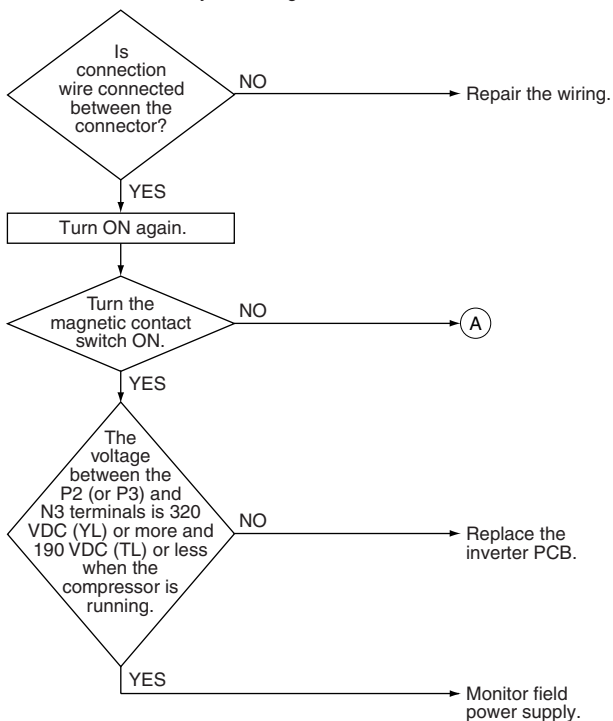 Is
connection
wire connected
between the
connector?
NO
Repair the wiring.
YES
Turn ON again.
Turn the
magnetic contact
switch ON.
NO
A
YES
The
voltage
between the
P2 (or P3) and
N3 terminals is 320
VDC (YL) or more and
190 VDC (TL) or less
when the
compressor is
running.
NO
Replace the
inverter PCB.
YES
Monitor field
power supply.